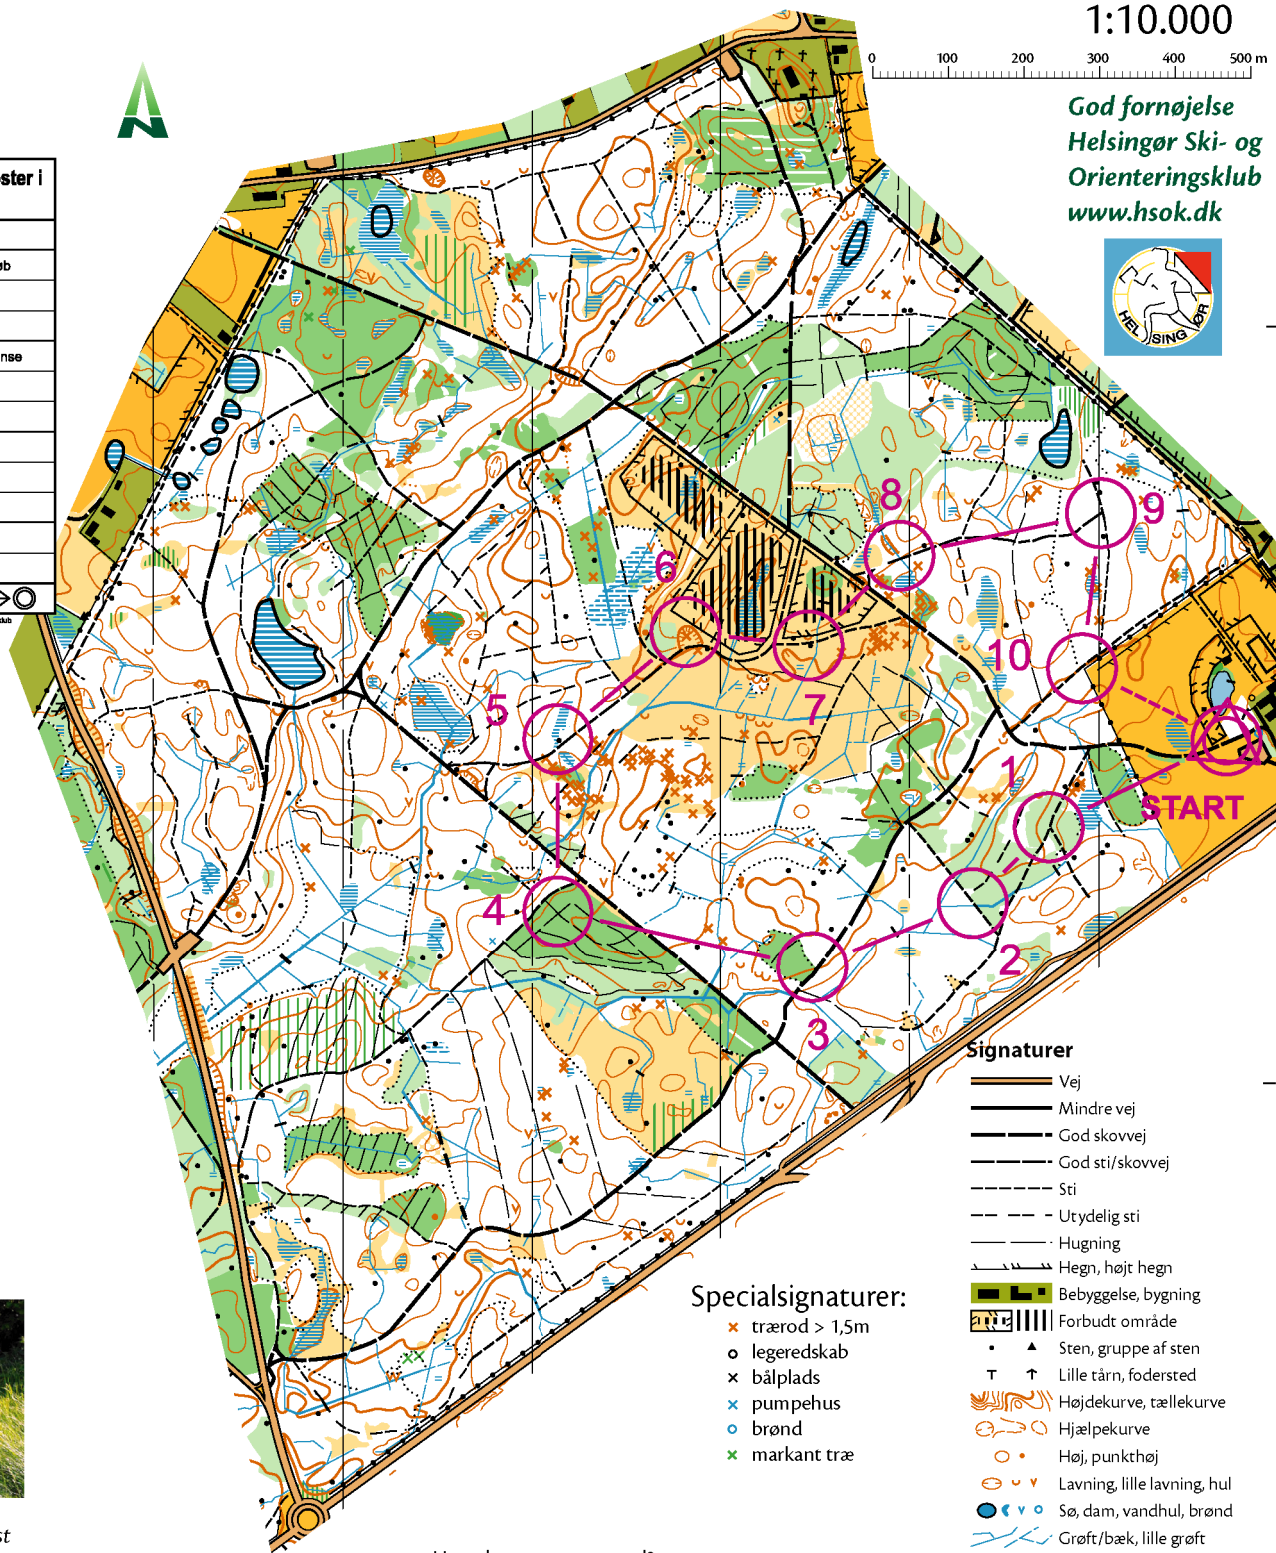 1:10.000
0 100 200 300 500 m
God fornøjelse
Helsingør Ski- og
Orienteringsklub
www.hsok.dk
HELSINGØR
N
ster i
øb
nse
klub
8
9
6
10
5
7
1
START
4
2
3
Signaturer
Vej
Mindre vej
God skovvej
God sti/skovvej
Sti
Utydelig sti
Hugning
Hegn, højt hegn
Bebyggelse, bygning
Forbudt område
Sten, gruppe af sten
Lille tårn, fodersted
Højdekurve, tællekurve
Hjælpekurve
Høj, punkthøj
Lavning, lille lavning, hul
Sø, dam, vandhul, brønd
Grøft/bæk, lille grøft
Specialsignaturer:
trærod > 1,5m
legeredskab
bålplads
pumpehus
brønd
markant træ
st